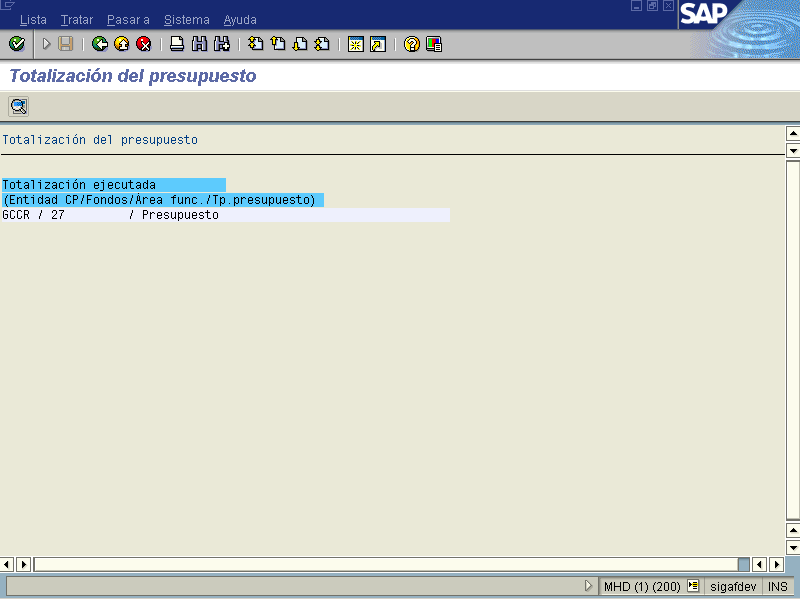 Lista Tratar Pasar a Sistema Ayuda
SAP
Totalización del presupuesto
Totalización del presupuesto
Totalización ejecutada
(Entidad CP/Fondos/Área func./Tp.presupuesto)
GCCR / 27 / Presupuesto
MHD (1) (200) sigafdev INS